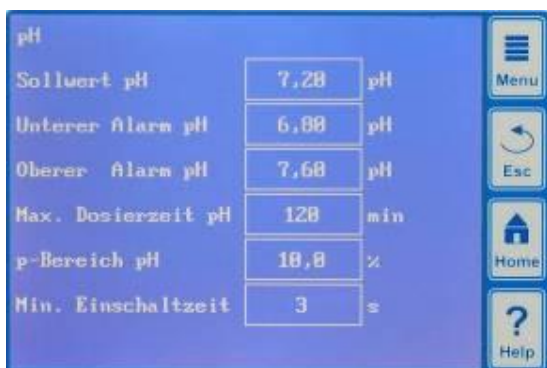 pH
Sollwert pH 7,20 pH
Unterer Alarm pH 6,80 pH
Oberer Alarm pH 7,60 pH
Max. Dosierzeit pH 120 min
p-Bereich pH 10,0 %
Min. Einschaltzeit 3 s
Menu
Esc
Home
?
Help